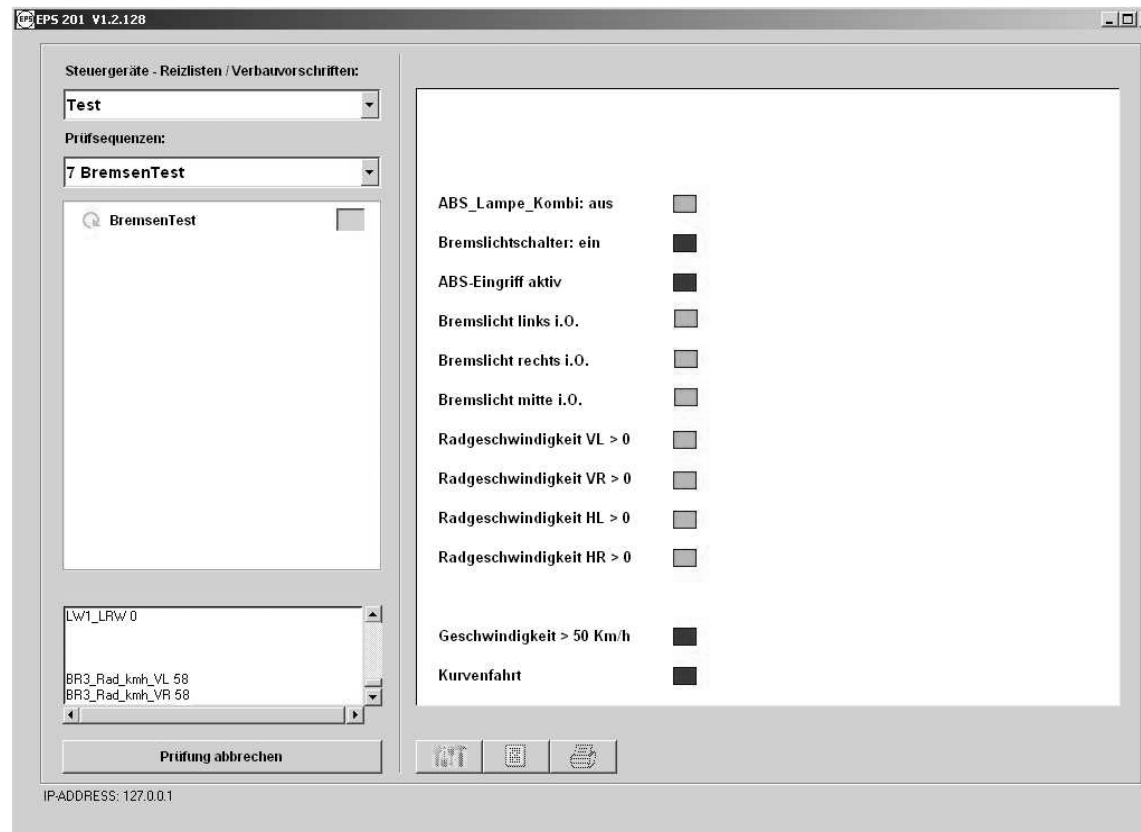 EPS EPS 201 V1.2.128
Steuergeräte - Reizlisten / Verbauvorschriften:
Test
Prüfsequenzen:
7 BremsenTest
BremsenTest
LW1_LRW 0
BR3_Rad_kmh_VL 58
BR3_Rad_kmh_VR 58
Prüfung abbrechen
ABS_Lampe_Kombi: aus
Bremslichtschalter: ein
ABS-Eingriff aktiv
Bremslicht links i.O.
Bremslicht rechts i.O.
Bremslicht mitte i.O.
Radgeschwindigkeit VL > 0
Radgeschwindigkeit VR > 0
Radgeschwindigkeit HL > 0
Radgeschwindigkeit HR > 0
Geschwindigkeit > 50 Km/h
Kurvenfahrt
IP-ADDRESS: 127.0.0.1